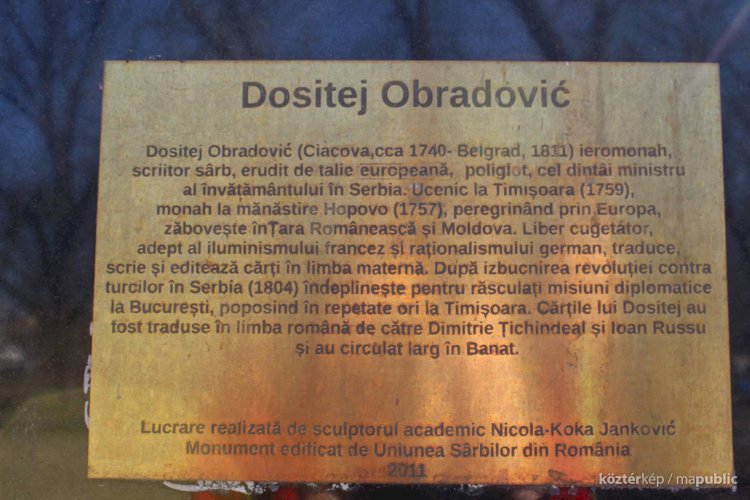 Dositej Obradović
Dositej Obradović (Ciacova,cca 1740- Belgrad, 1811) ieromonah,
scriitor sârb, erudit de talie europeană, poliglot, cel dintâi ministru
al învățământului în Serbia. Ucenic la Timișoara (1759),
monah la mănăstire Hopovo (1757), peregrinând prin Europa,
zăbovește înȚara Românească și Moldova. Liber cugetător,
adept al iluminismului francez și raționalismului german, traduce,
scrie și editează cărți în limba maternă. După izbucnirea revoluției contra
turcilor în Serbia (1804) îndeplinește pentru răsculați misiuni diplomatice
la București, poposind în repetate ori la Timișoara. Cărțile lui Dositej au
fost traduse în limba română de către Dimitrie Țichindeal și Ioan Russu
și au circulat larg în Banat.
Lucrare realizată de sculptorul academic Nicola-Koka Janković
Monument edificat de Uniunea Sârbilor din România
2011
köztérkép / mapublic